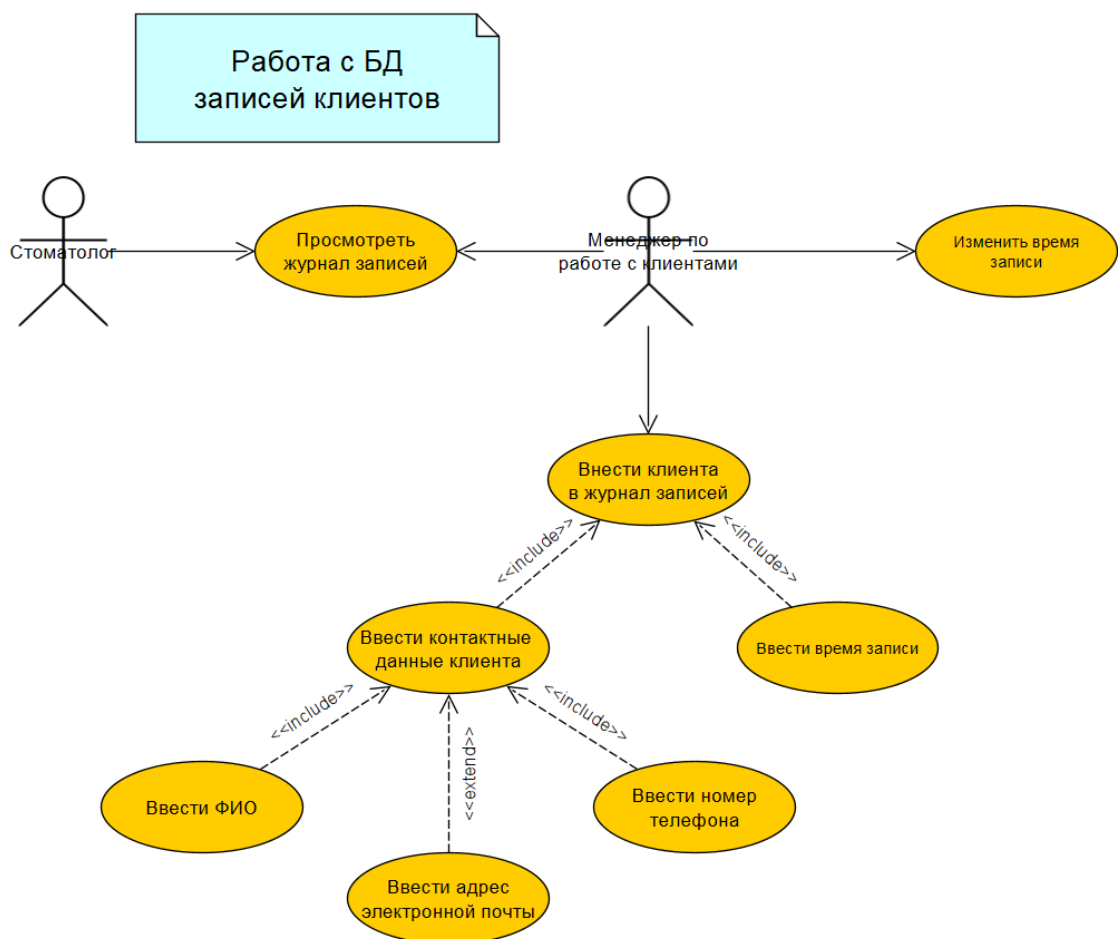 Работа с БД
записей клиентов
Стоматолог
Просмотреть
журнал записей
Менеджер по
работе с клиентами
Изменить время
записи
Внести клиента
в журнал записей
<<include>>
<<include>>
Ввести контактные
данные клиента
Ввести время записи
<<include>>
<<extend>>
<<include>>
Ввести ФИО
Ввести номер
телефона
Ввести адрес
электронной почты